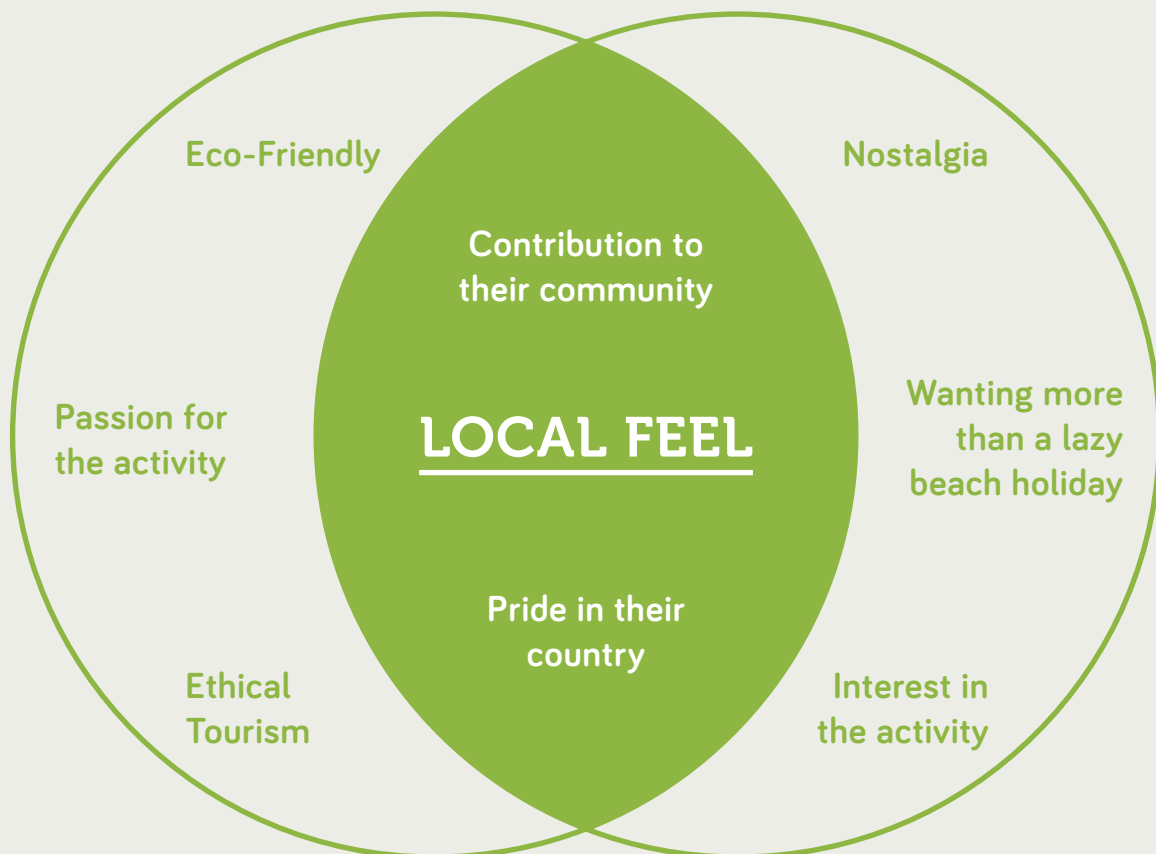 Eco-Friendly
Passion for
the activity
Ethical
Tourism
Contribution to
their community
LOCAL FEEL
Pride in their
country
Nostalgia
Wanting more
than a lazy
beach holiday
Interest in
the activity